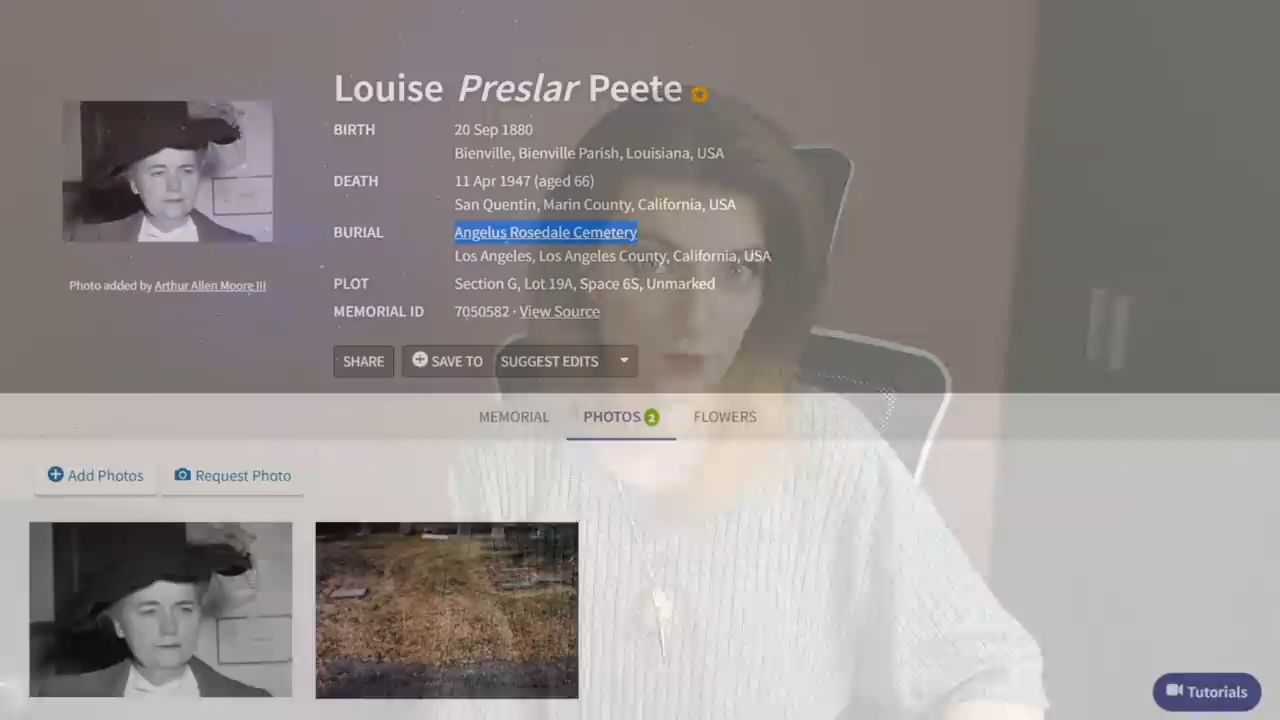 Louise Preslar Peete
BIRTH 20 Sep 1880
Bienville, Bienville Parish, Louisiana, USA
DEATH 11 Apr 1947 (aged 66)
San Quentin, Marin County, California, USA
BURIAL Angelus Rosedale Cemetery
Los Angeles, Los Angeles County, California, USA
PLOT Section G, Lot 19A, Space 6S, Unmarked
MEMORIAL ID 7050582 · View Source
Photo added by Arthur Allen Moore III
SHARE SAVE TO SUGGEST EDITS
MEMORIAL PHOTOS 2 FLOWERS
Add Photos Request Photo
Tutorials